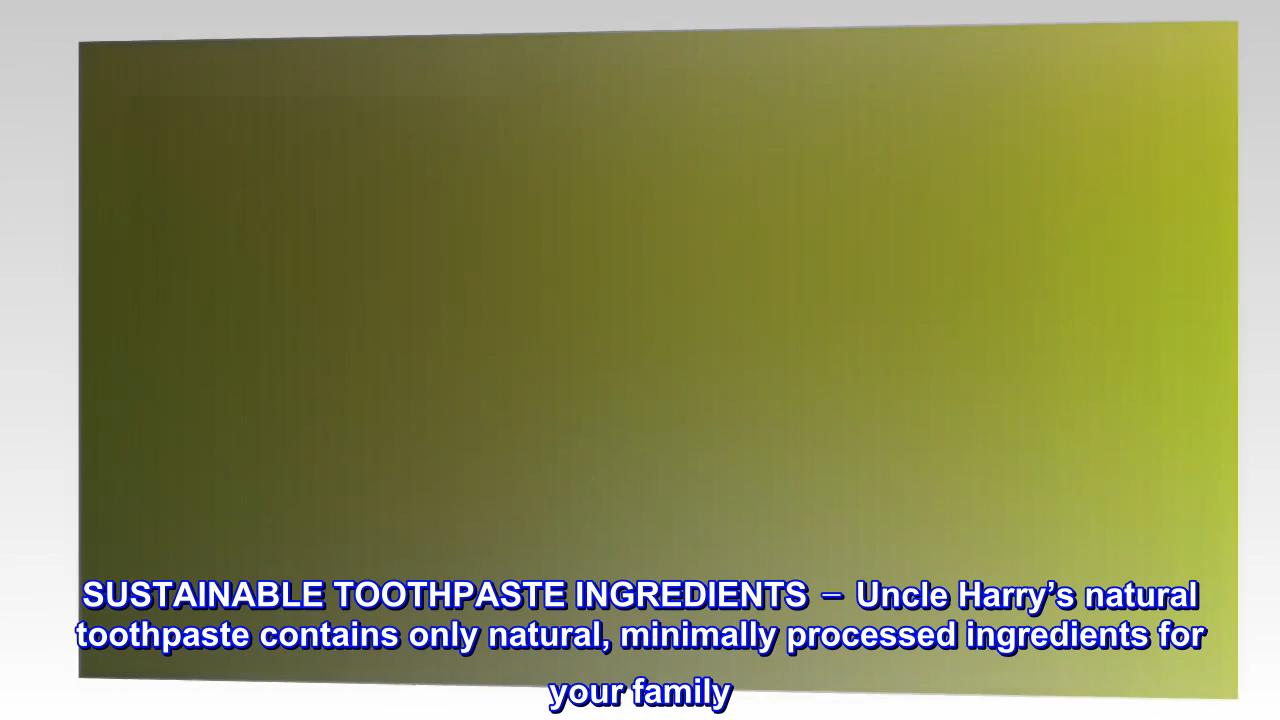 SUSTAINABLE TOOTHPASTE INGREDIENTS – Uncle Harry’s natural
toothpaste contains only natural, minimally processed ingredients for
your family